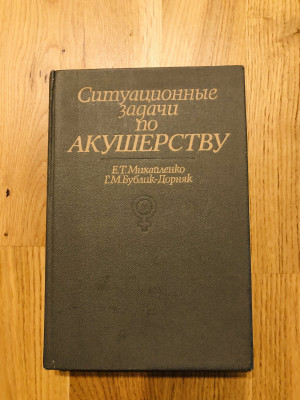 Ситуационные
задачи
по
АКУШЕРСТВУ
Е.Т.Михайленко
Г.М.Бублик-Дорняк